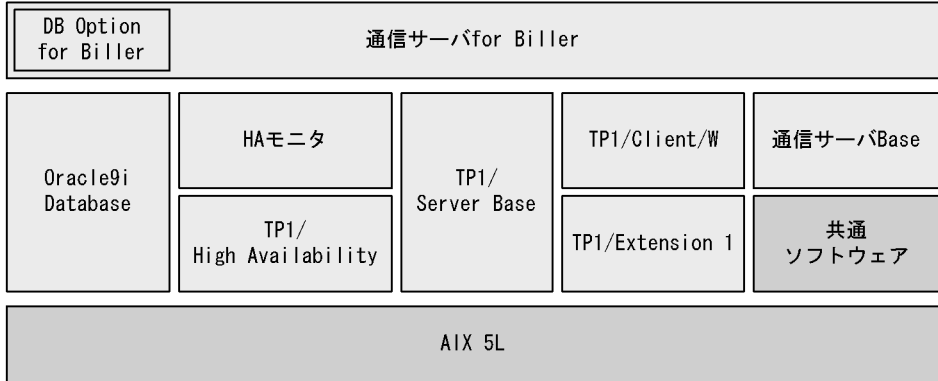 DB Option
for Biller
通信サーバfor Biller
Oracle9i
Database
HAモニタ
TP1/
High Availability
TP1/
Server Base
TP1/Client/W
TP1/Extension 1
通信サーバBase
共通
ソフトウェア
AIX 5L